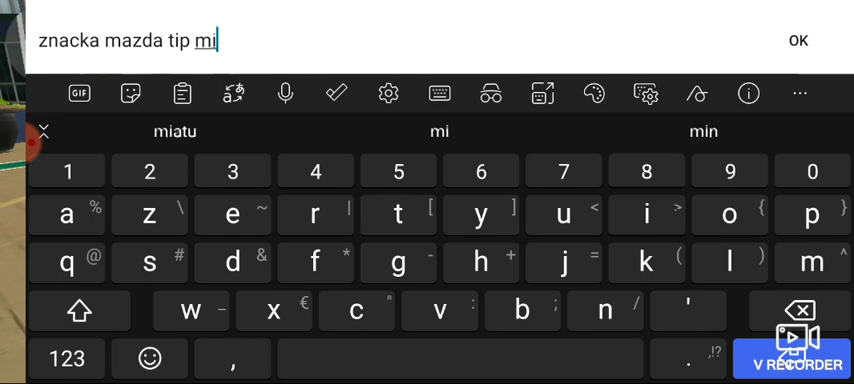 znacka mazda tip mi
OK
GIF
miatu mi min
1 2 3 4 5 6 7 8 9 0
a % z \ e ~ r | t [ y ] u < i > o { p }
q @ s # d & f * g - h + j = k ( l ) m ^
w _ x € c " v : b ; n / '
123 , . ,!?
V RECORDER